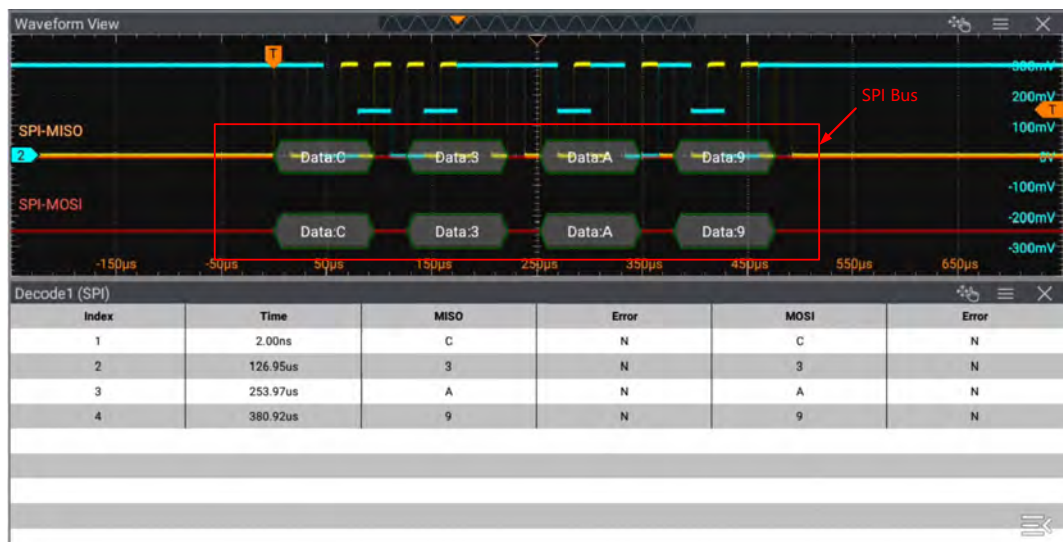 Waveform View
T
300mV
200mV
T
SPI Bus
100mV
SPI-MISO
2
Data:C Data:3 Data:A Data:9
0V
-100mV
SPI-MOSI
-200mV
Data:C Data:3 Data:A Data:9
-300mV
-150μs -50μs 50μs 150μs 250μs 350μs 450μs 550μs 650μs
Decode1 (SPI)
Index Time MISO Error MOSI Error
1 2.00ns C N C N
2 126.95us 3 N 3 N
3 253.97us A N A N
4 380.92us 9 N 9 N